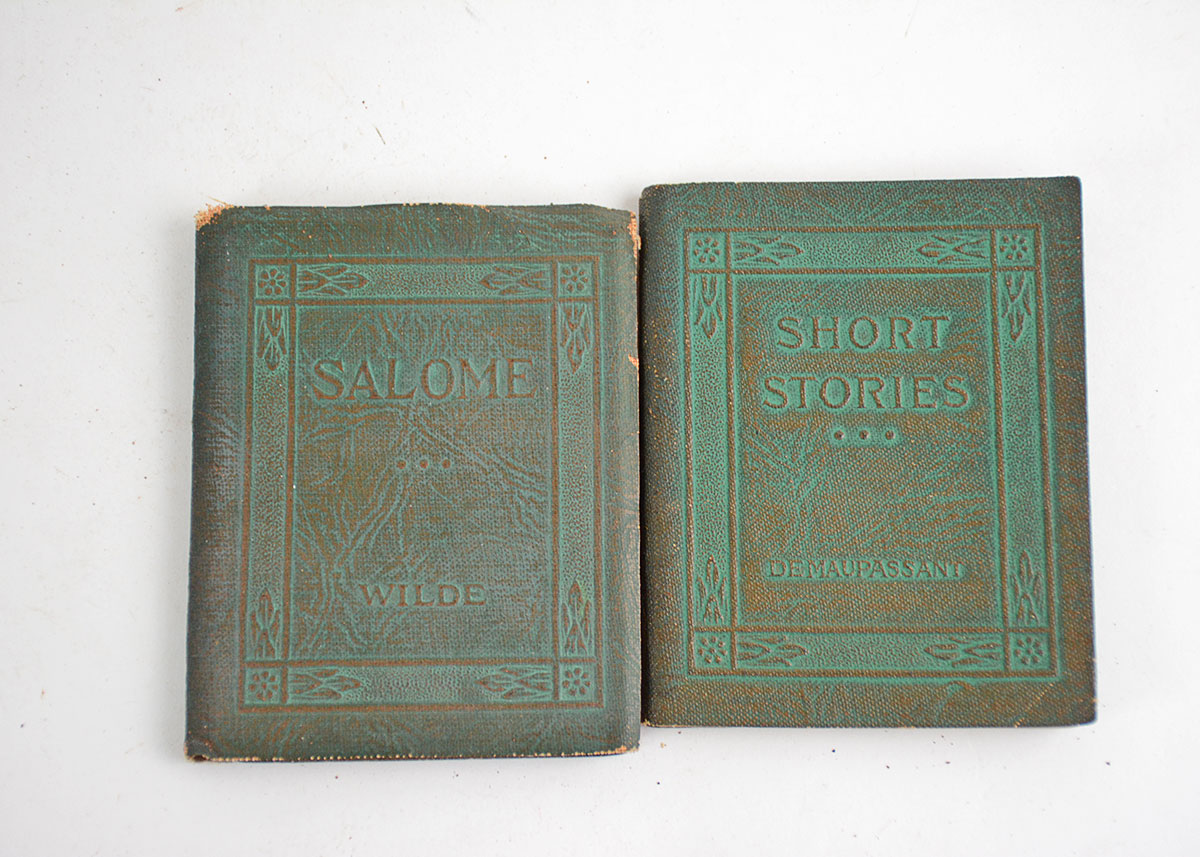 SALOME
WILDE
SHORT
STORIES
DE MAUPASSANT